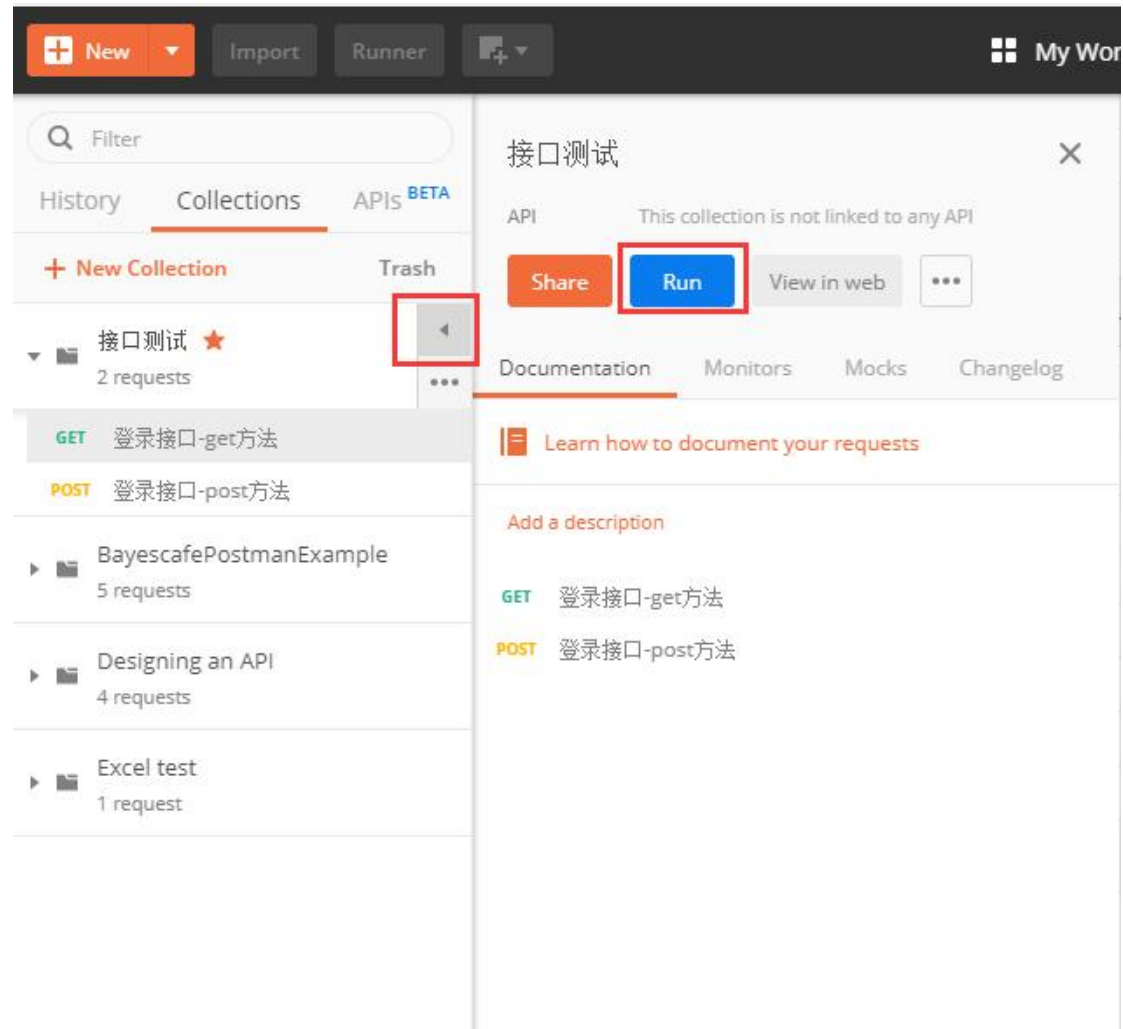 New Import Runner
My Wor
Filter
History Collections APIs BETA
+ New Collection Trash
接口测试
2 requests
GET 登录接口-get方法
POST 登录接口-post方法
BayescafePostmanExample
5 requests
Designing an API
4 requests
Excel test
1 request
接口测试
API This collection is not linked to any API
Share Run View in web
Documentation Monitors Mocks Changelog
Learn how to document your requests
Add a description
GET 登录接口-get方法
POST 登录接口-post方法